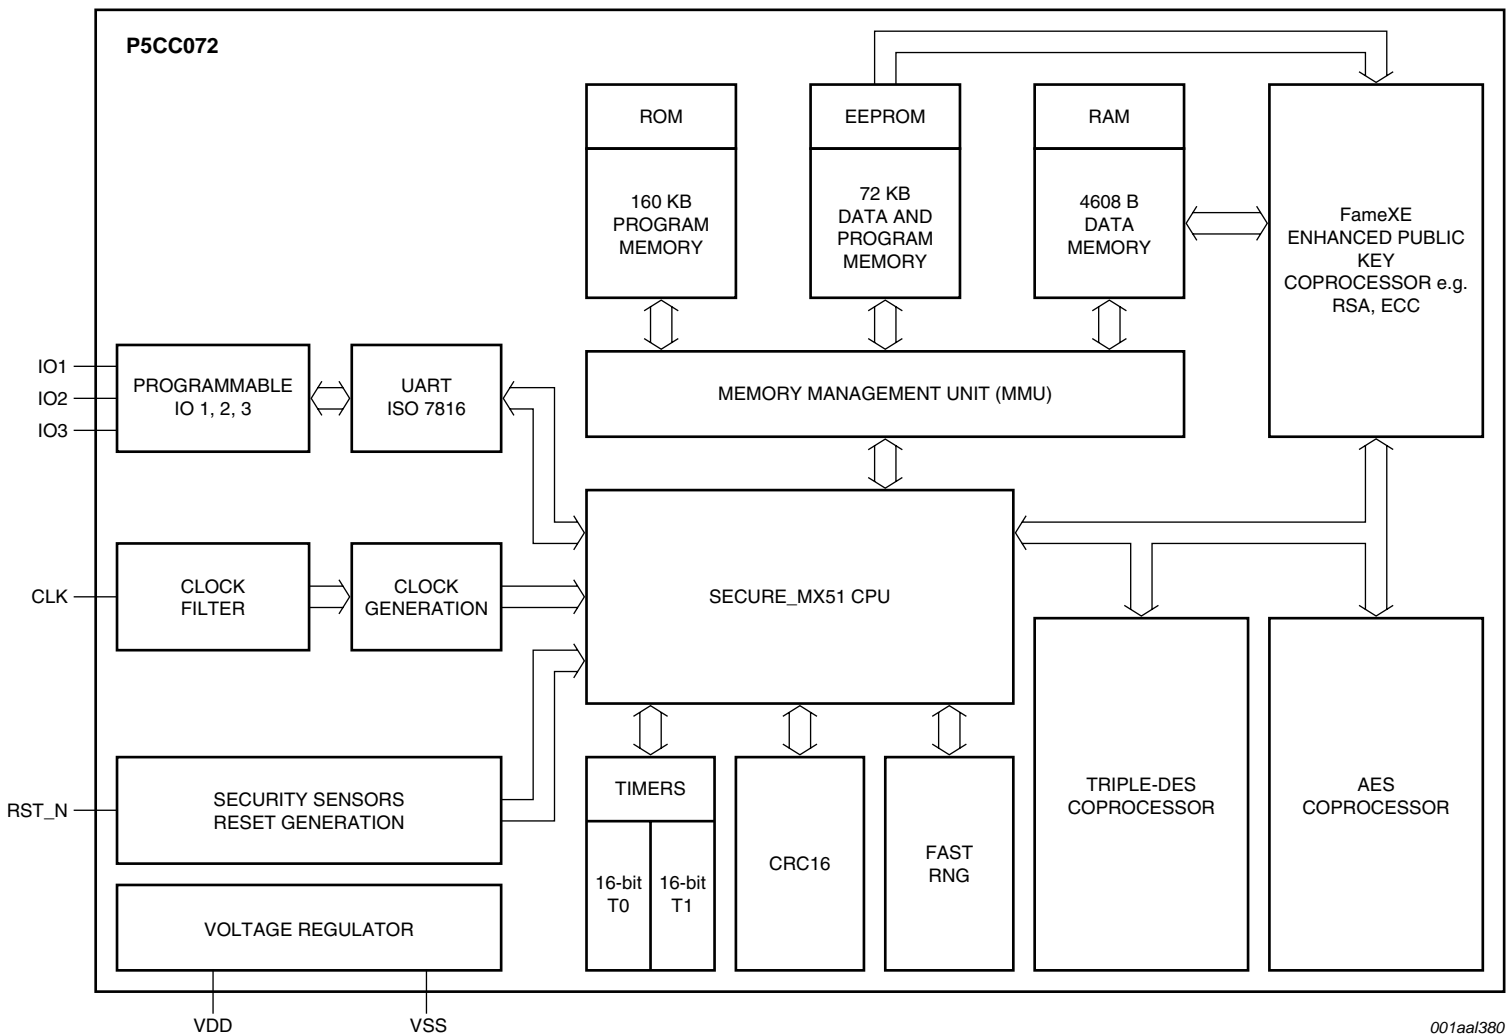 P5CC072
ROM
EEPROM
RAM
160 KB
PROGRAM
MEMORY
72 KB
DATA AND
PROGRAM
MEMORY
4608 B
DATA
MEMORY
FameXE
ENHANCED PUBLIC
KEY
COPROCESSOR e.g.
RSA, ECC
IO1
IO2
IO3
PROGRAMMABLE
IO 1, 2, 3
UART
ISO 7816
MEMORY MANAGEMENT UNIT (MMU)
CLK
CLOCK
FILTER
CLOCK
GENERATION
SECURE_MX51 CPU
RST_N
SECURITY SENSORS
RESET GENERATION
TIMERS
16-bit
T0
16-bit
T1
CRC16
FAST
RNG
TRIPLE-DES
COPROCESSOR
AES
COPROCESSOR
VOLTAGE REGULATOR
VDD
VSS
001aal380